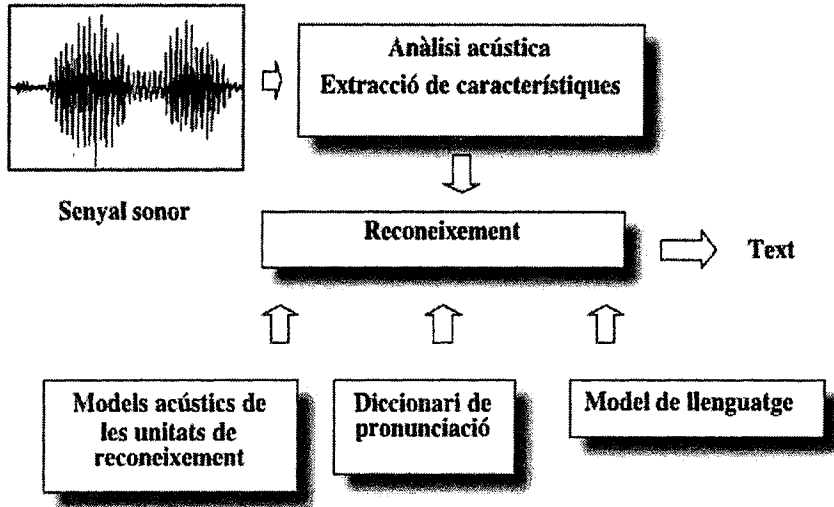 Anàlisi acústica
Extracció de característiques
Senyal sonor
Reconeixement
Text
Models acústics de
les unitats de
reconeixement
Diccionari de
pronunciació
Model de llenguatge